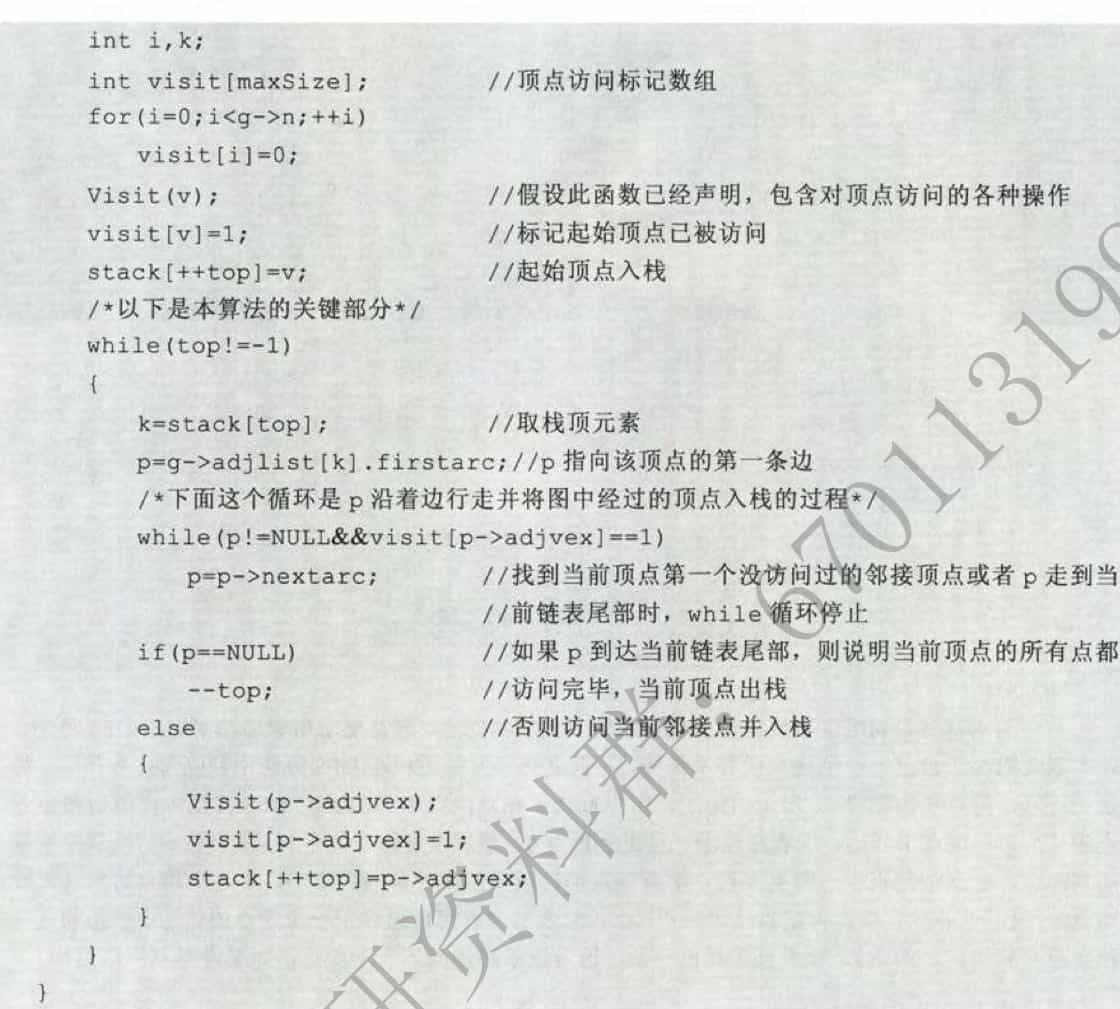 int i,k;
int visit[maxSize]; //顶点访问标记数组
for(i=0;i<g->n;++i)
visit[i]=0;
Visit(v); //假设此函数已经声明，包含对顶点访问的各种操作
visit[v]=1; //标记起始顶点已被访问
stack[++top]=v; //起始顶点入栈
/*以下是本算法的关键部分*/
while(top!=-1)
{
k=stack[top]; //取栈顶元素
p=g->adjlist[k].firstarc;//p 指向该顶点的第一条边
/*下面这个循环是 p 沿着边行走并将图中经过的顶点入栈的过程*/
while(p!=NULL&&visit[p->adjvex]==1)
p=p->nextarc; //找到当前顶点第一个没访问过的邻接顶点或者 p 走到当
//前链表尾部时，while 循环停止
if(p==NULL) //如果 p 到达当前链表尾部，则说明当前顶点的所有点都
--top; //访问完毕，当前顶点出栈
else //否则访问当前邻接点并入栈
{
Visit(p->adjvex);
visit[p->adjvex]=1;
stack[++top]=p->adjvex;
}
}
}
研资料群：67011319